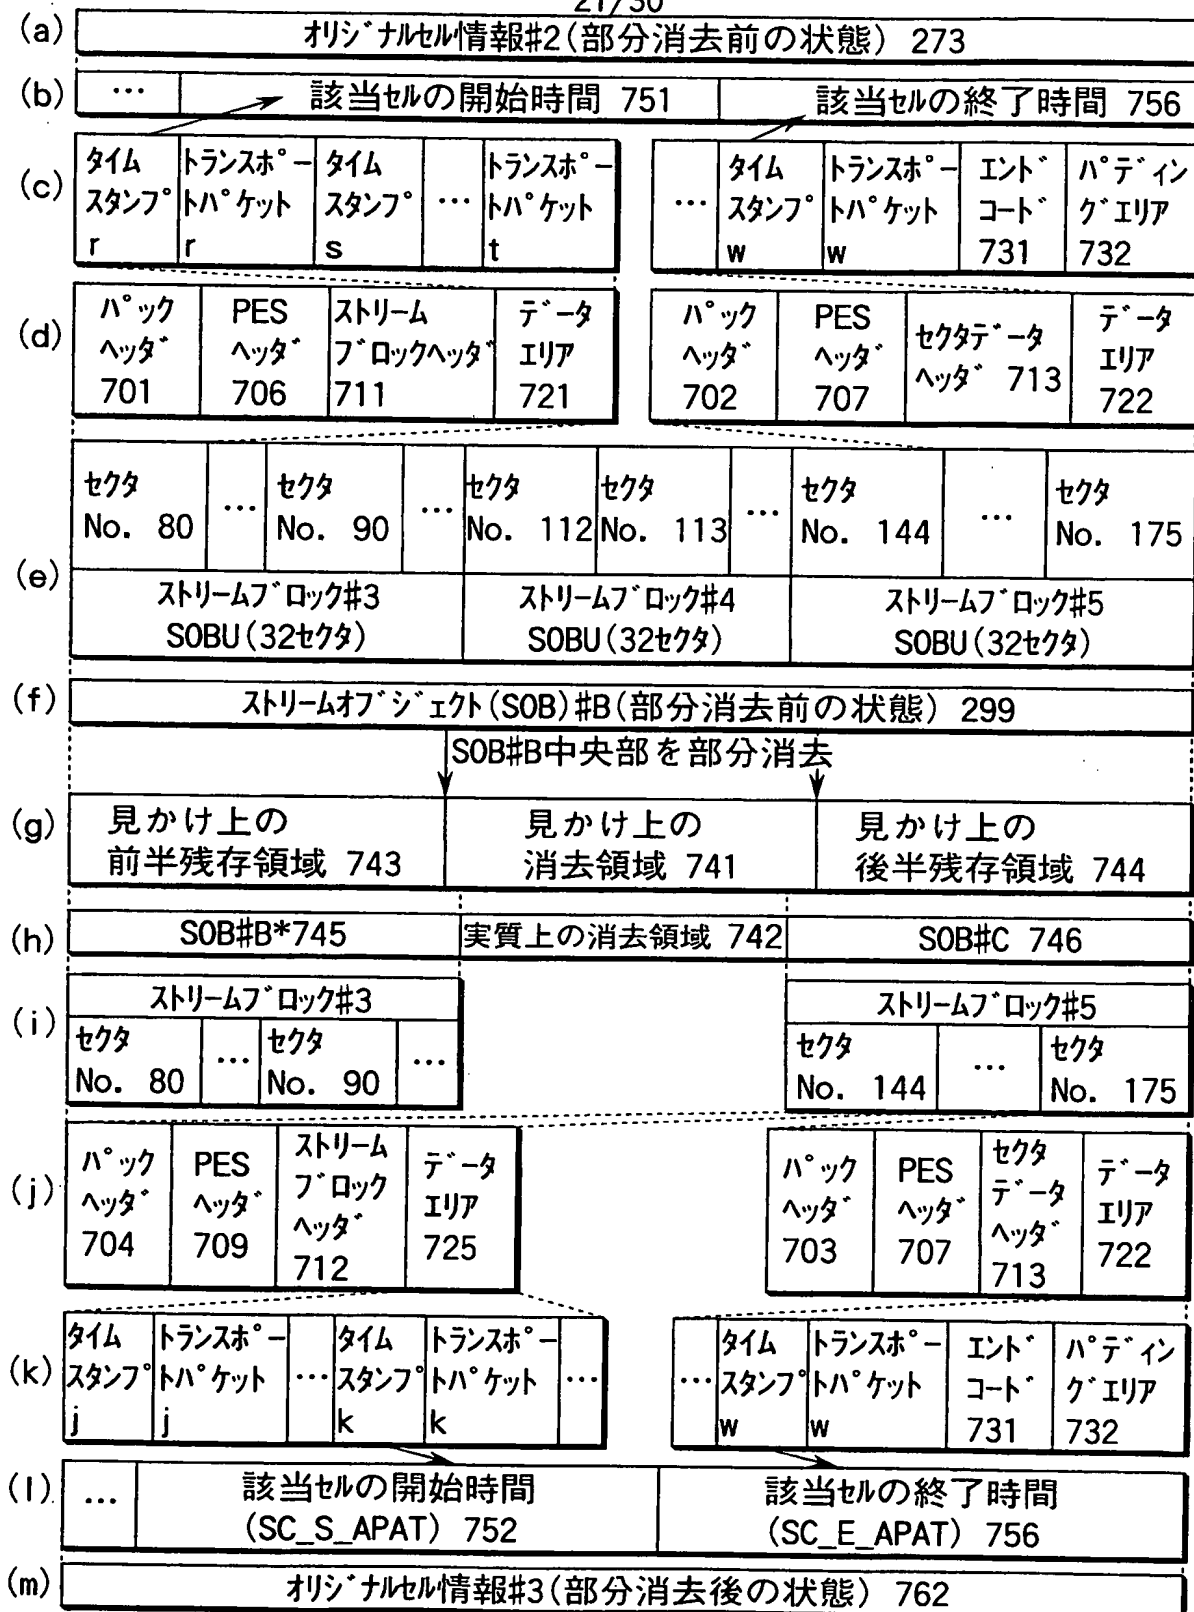 21/30
(a)
オリジナルセル情報#2(部分消去前の状態) 273
(b)
… 該当セルの開始時間 751 該当セルの終了時間 756
(c)
タイム
スタンプ
r
トランスポー
トパケット
r
タイム
スタンプ
s
…
トランスポー
トパケット
t
…
タイム
スタンプ
w
トランスポー
トパケット
w
エンド
コード
731
パディン
グエリア
732
(d)
パック
ヘッダ
701
PES
ヘッダ
706
ストリーム
ブロックヘッダ
711
データ
エリア
721
パック
ヘッダ
702
PES
ヘッダ
707
セクタデータ
ヘッダ 713
データ
エリア
722
(e)
セクタ
No. 80
…
セクタ
No. 90
…
セクタ
No. 112
セクタ
No. 113
…
セクタ
No. 144
…
セクタ
No. 175
ストリームブロック#3
SOBU(32セクタ)
ストリームブロック#4
SOBU(32セクタ)
ストリームブロック#5
SOBU(32セクタ)
(f)
ストリームオブジェクト(SOB)#B(部分消去前の状態) 299
SOB#B中央部を部分消去
(g)
見かけ上の
前半残存領域 743
見かけ上の
消去領域 741
見かけ上の
後半残存領域 744
(h)
SOB#B*745
実質上の消去領域 742
SOB#C 746
(i)
ストリームブロック#3
セクタ
No. 80
…
セクタ
No. 90
…
ストリームブロック#5
セクタ
No. 144
…
セクタ
No. 175
(j)
パック
ヘッダ
704
PES
ヘッダ
709
ストリーム
ブロック
ヘッダ
712
データ
エリア
725
パック
ヘッダ
703
PES
ヘッダ
707
セクタ
データ
ヘッダ
713
データ
エリア
722
(k)
タイム
スタンプ
j
トランスポー
トパケット
j
…
タイム
スタンプ
k
トランスポー
トパケット
k
…
…
タイム
スタンプ
w
トランスポー
トパケット
w
エンド
コード
731
パディン
グエリア
732
(l)
…
該当セルの開始時間
(SC_S_APAT) 752
該当セルの終了時間
(SC_E_APAT) 756
(m)
オリジナルセル情報#3(部分消去後の状態) 762